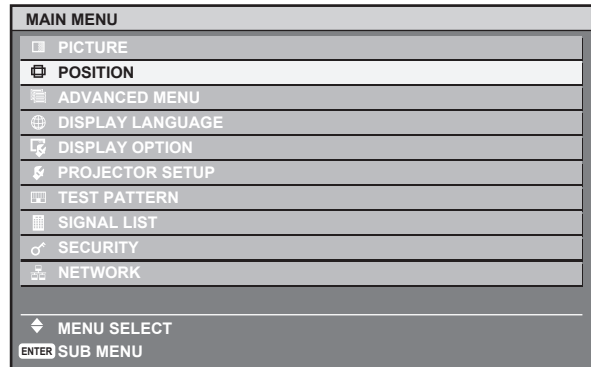 MAIN MENU
PICTURE
POSITION
ADVANCED MENU
DISPLAY LANGUAGE
DISPLAY OPTION
PROJECTOR SETUP
TEST PATTERN
SIGNAL LIST
SECURITY
NETWORK
MENU SELECT
ENTER SUB MENU